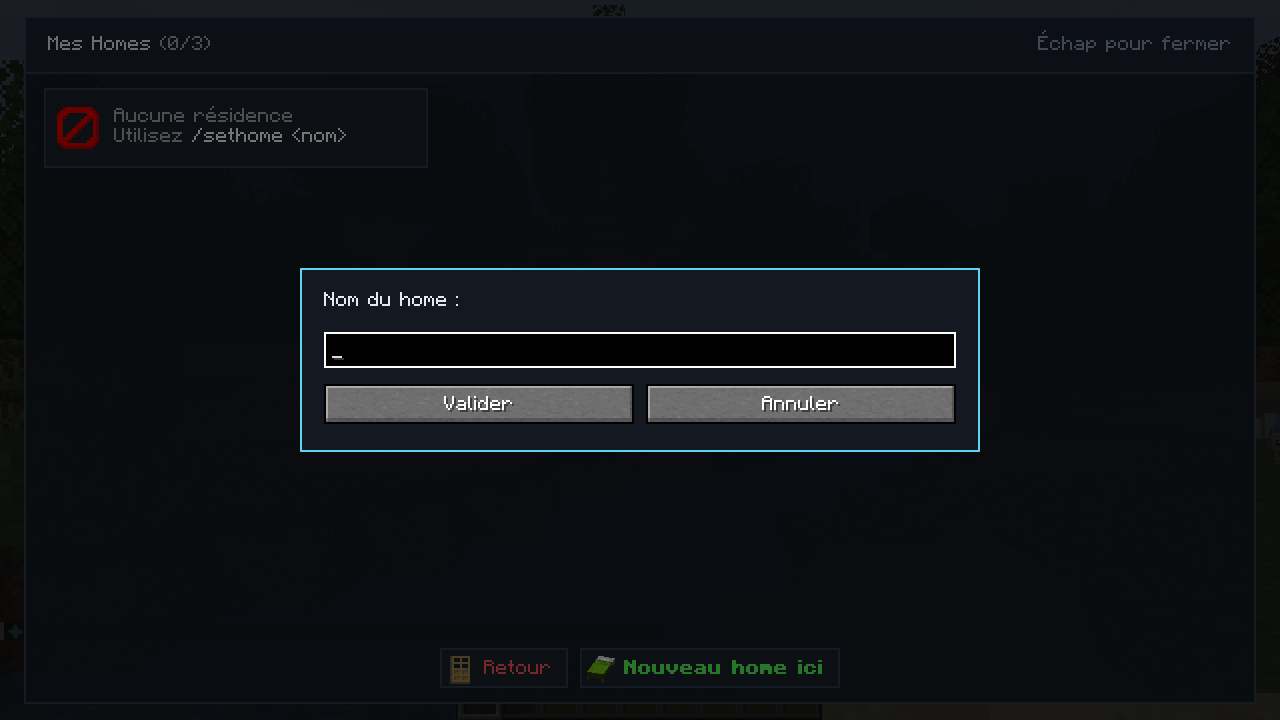 Mes Homes (0/3)
Échap pour fermer
Aucune résidence
Utilisez /sethome <nom>
Nom du home :
_
Valider
Annuler
Retour
Nouveau home ici